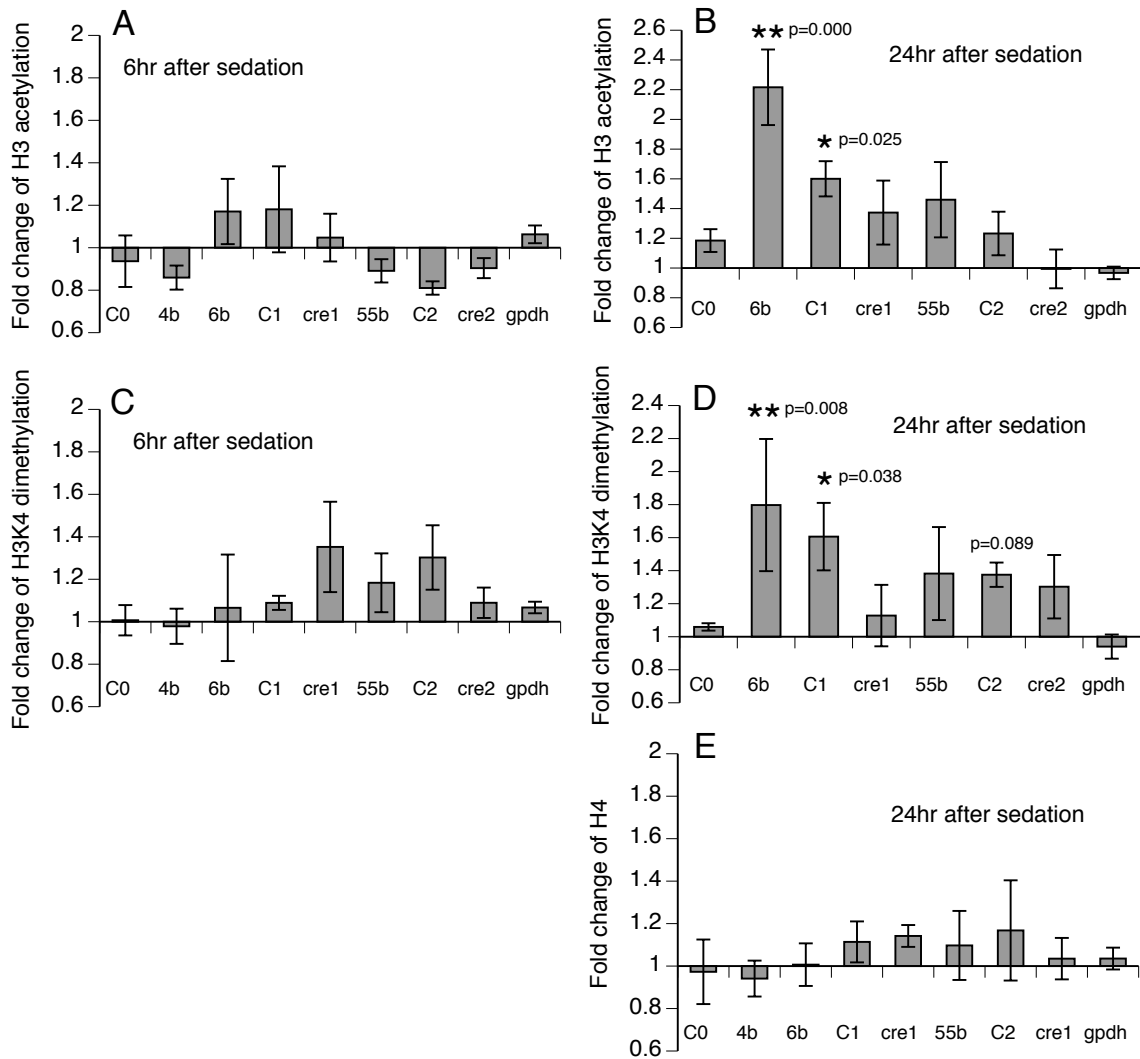 A
Fold change of H3 acetylation
2
1.8
1.6
1.4
1.2
1
0.8
0.6
6hr after sedation
C0 4b 6b C1 cre1 55b C2 cre2 gpdh
B
Fold change of H3 acetylation
2.6
2.4
2.2
2
1.8
1.6
1.4
1.2
1
0.8
0.6
** p=0.000
24hr after sedation
* p=0.025
C0 6b C1 cre1 55b C2 cre2 gpdh
C
Fold change of H3K4 dimethylation
2
1.8
1.6
1.4
1.2
1
0.8
0.6
6hr after sedation
C0 4b 6b C1 cre1 55b C2 cre2 gpdh
D
Fold change of H3K4 dimethylation
2.4
2.2
2
1.8
1.6
1.4
1.2
1
0.8
0.6
** p=0.008
24hr after sedation
* p=0.038
p=0.089
C0 6b C1 cre1 55b C2 cre2 gpdh
E
Fold change of H4
2
1.8
1.6
1.4
1.2
1
0.8
0.6
24hr after sedation
C0 4b 6b C1 cre1 55b C2 cre1 gpdh